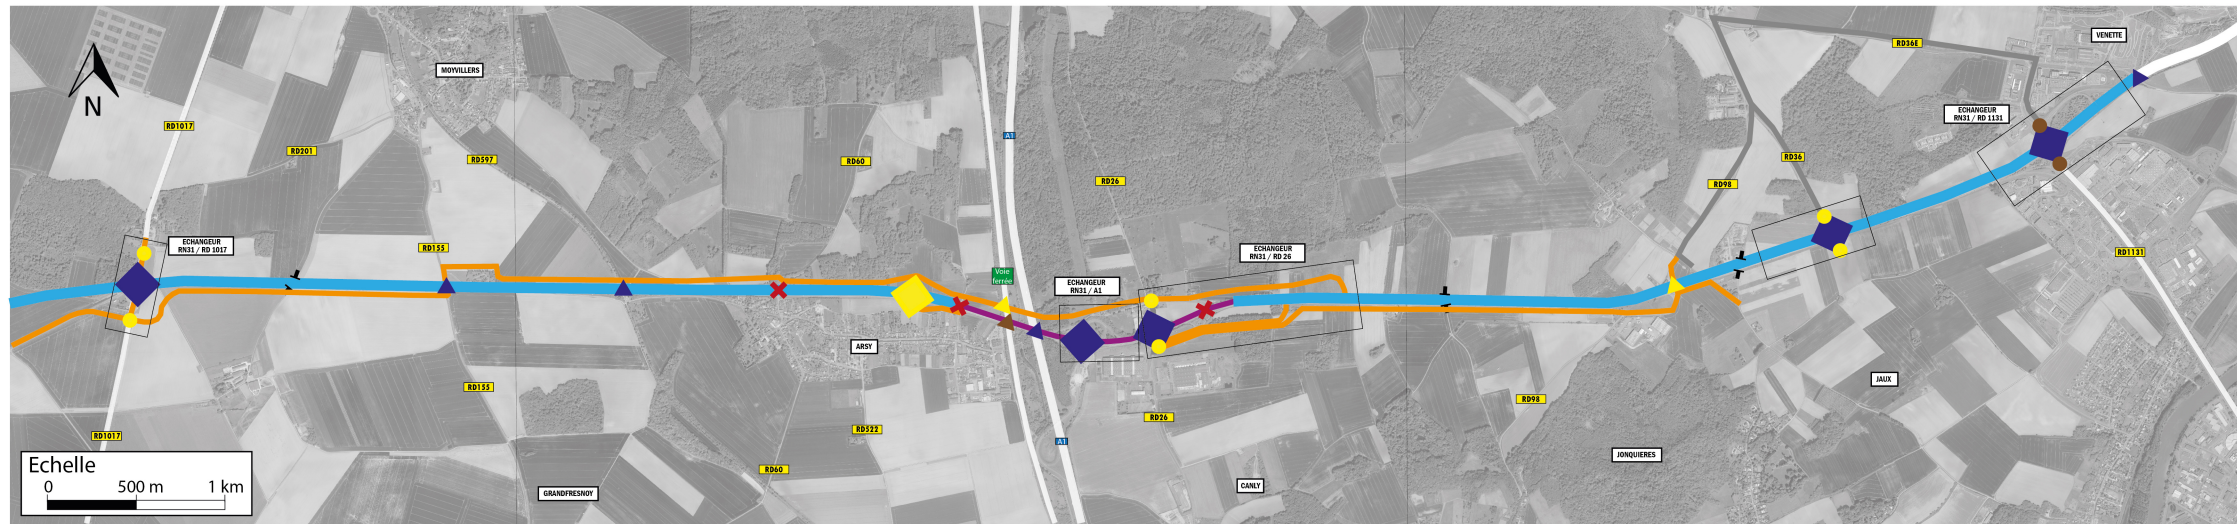 VENETTE
RD36E
MOYVILLERS
N
ECHANGEUR
RN31 / RD 1131
RD1017
A1
RD201
RD597
RD60
RD36
RD26
RD98
ECHANGEUR
RN31 / RD 1017
RD155
ECHANGEUR
RN31 / RD 26
RD1131
Voie
ferrée
ECHANGEUR
RN31 / A1
ARSY
RD155
JAUX
RD98
RD26
RD522
RD1017
A1
JONQUIERES
Echelle
0 500 m 1 km
RD60
GRANDFRESNOY
CANLY